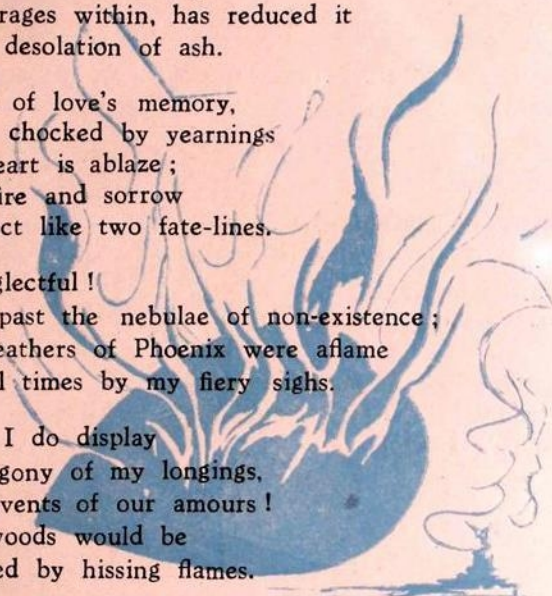 rages within, has reduced it
desolation of ash.
of love's memory,
chocked by yearnings
eart is ablaze ;
ire and sorrow
ct like two fate-lines.
glectful !
past the nebulae of non-existence ;
eathers of Phoenix were aflame
l times by my fiery sighs.
I do display
gony of my longings,
vents of our amours !
woods would be
ed by hissing flames.